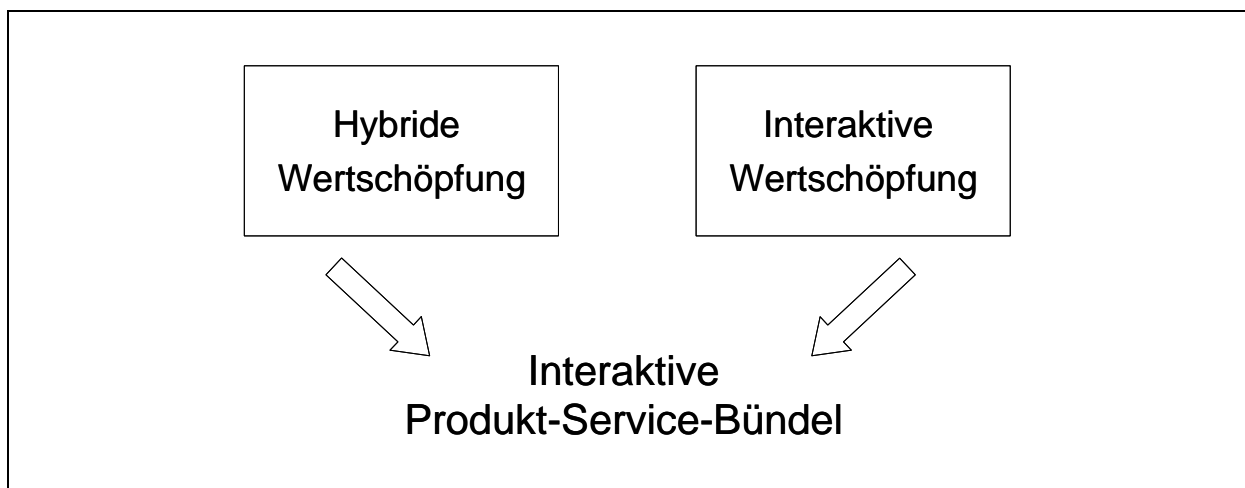 Hybride
Wertschöpfung
Interaktive
Wertschöpfung
Interaktive
Produkt-Service-Bündel